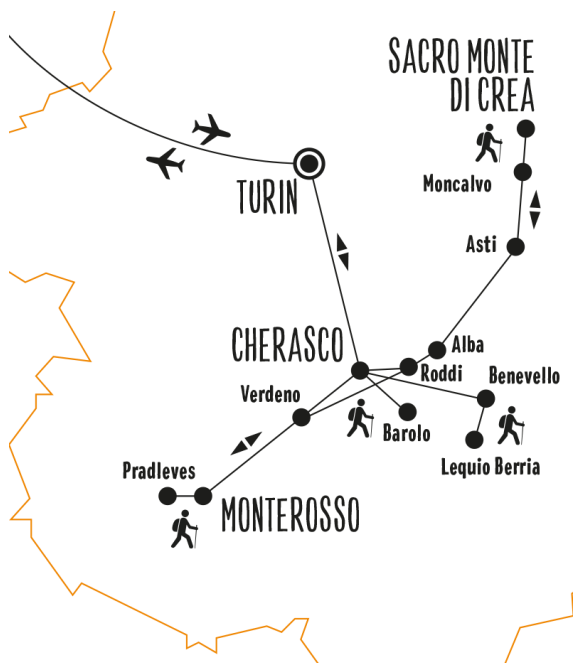 SACRO MONTE
DI CREA
TURIN
Moncalvo
Asti
CHERASCO
Alba
Roddi
Benevello
Verdeno
Barolo
Lequio Berria
Pradleves
MONTEROSSO